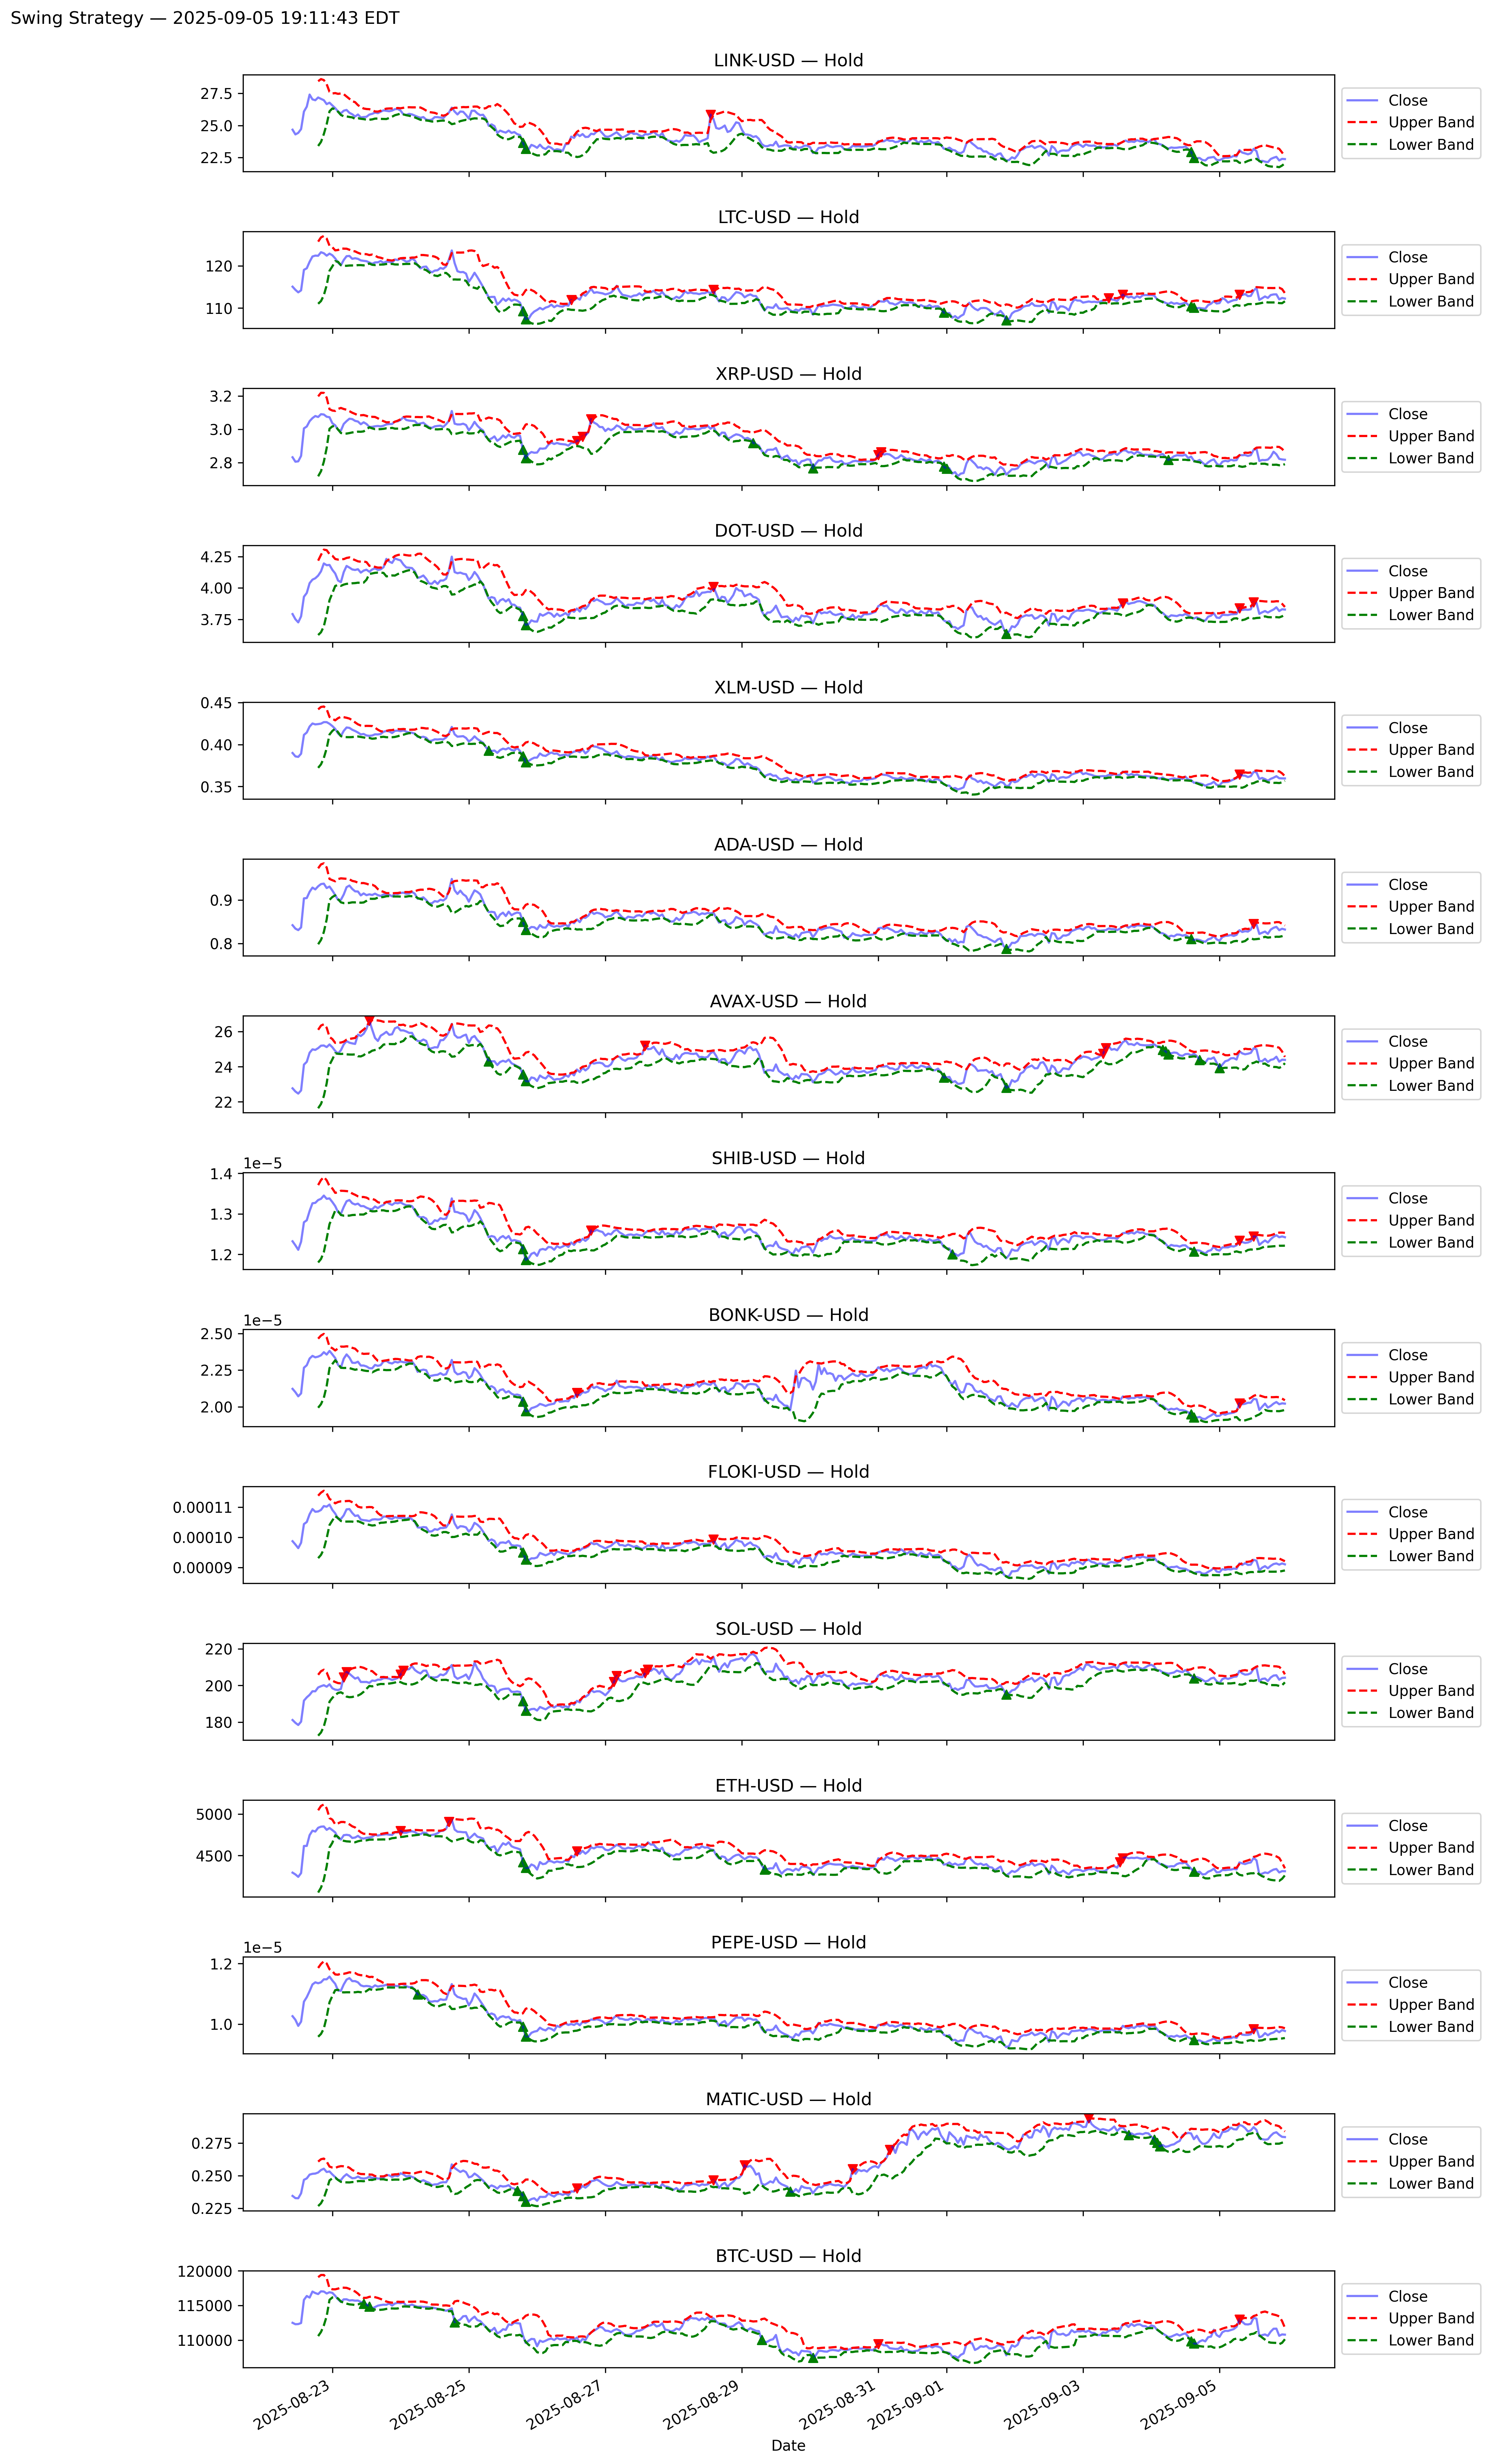 Swing Strategy — 2025-09-05 19:11:43 EDT
LINK-USD — Hold
27.5
25.0
22.5
Close
Upper Band
Lower Band
LTC-USD — Hold
120
110
Close
Upper Band
Lower Band
XRP-USD — Hold
3.2
3.0
2.8
Close
Upper Band
Lower Band
DOT-USD — Hold
4.25
4.00
3.75
Close
Upper Band
Lower Band
XLM-USD — Hold
0.45
0.40
0.35
Close
Upper Band
Lower Band
ADA-USD — Hold
0.9
0.8
Close
Upper Band
Lower Band
AVAX-USD — Hold
26
24
22
Close
Upper Band
Lower Band
SHIB-USD — Hold
1e−5
1.4
1.3
1.2
Close
Upper Band
Lower Band
BONK-USD — Hold
1e−5
2.50
2.25
2.00
Close
Upper Band
Lower Band
FLOKI-USD — Hold
0.00011
0.00010
0.00009
Close
Upper Band
Lower Band
SOL-USD — Hold
220
200
180
Close
Upper Band
Lower Band
ETH-USD — Hold
5000
4500
Close
Upper Band
Lower Band
PEPE-USD — Hold
1e−5
1.2
1.0
Close
Upper Band
Lower Band
MATIC-USD — Hold
0.275
0.250
0.225
Close
Upper Band
Lower Band
BTC-USD — Hold
120000
115000
110000
Close
Upper Band
Lower Band
2025-08-23
2025-08-25
2025-08-27
2025-08-29
2025-08-31
2025-09-01
2025-09-03
2025-09-05
Date